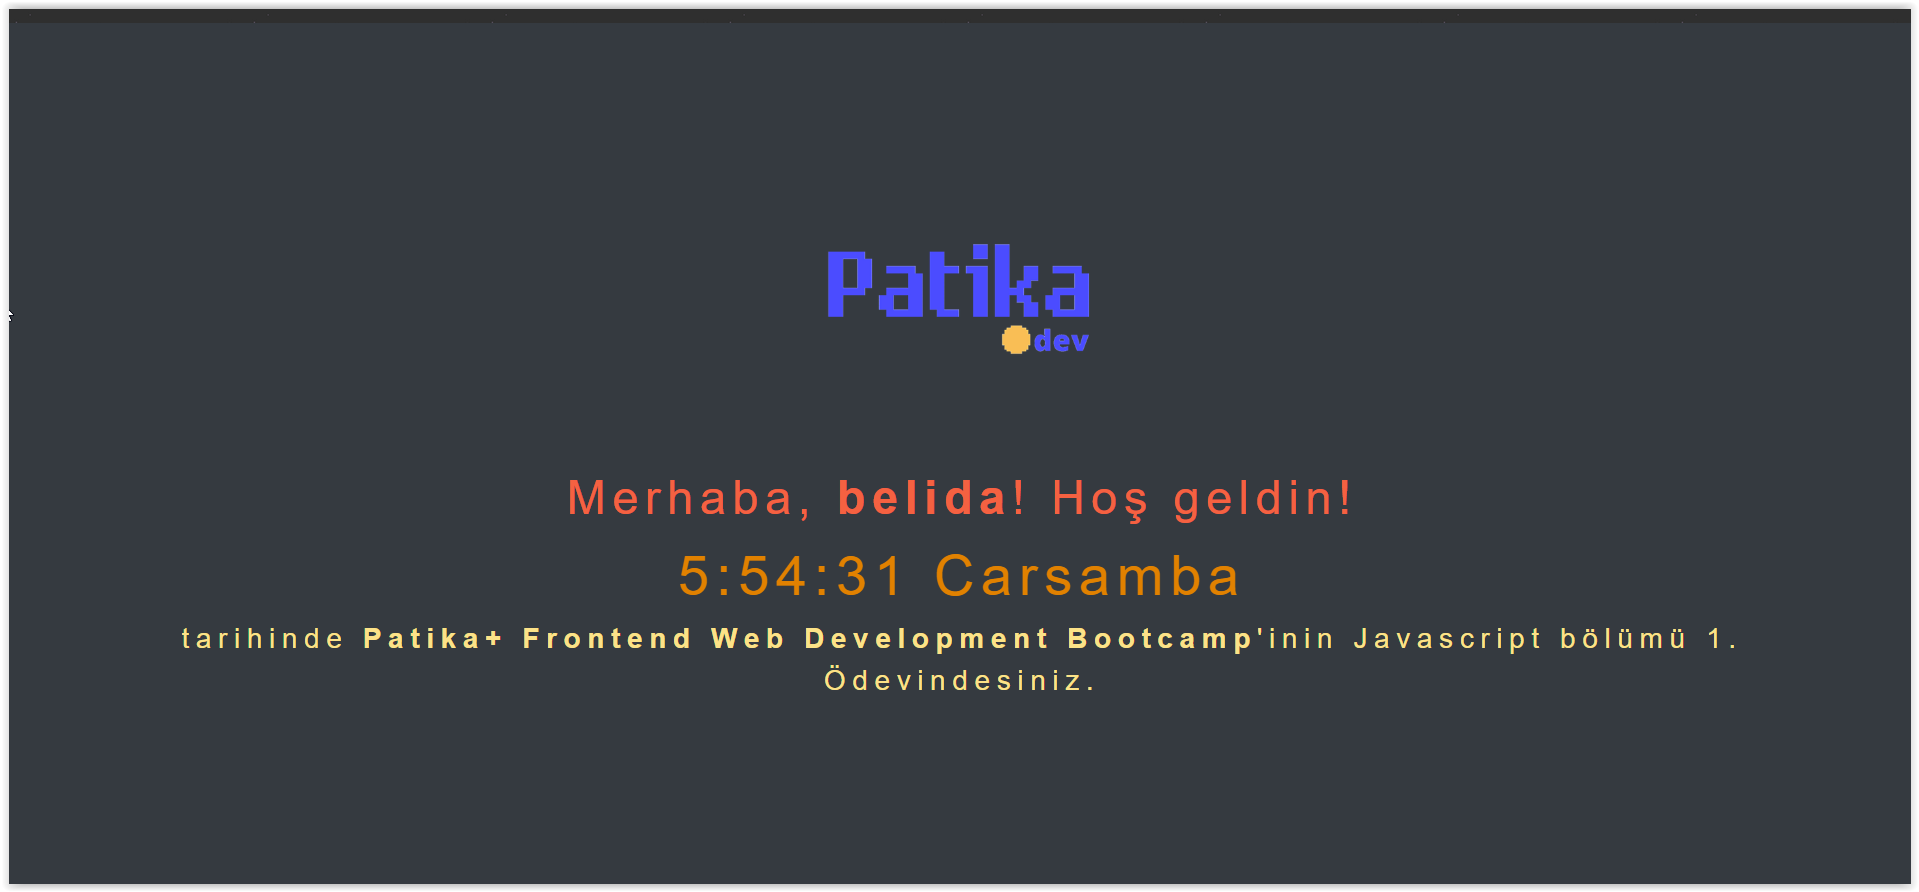 Patika
dev
Merhaba, belida! Hoş geldin!
5:54:31 Carsamba
tarihinde Patika+ Frontend Web Development Bootcamp'inin Javascript bölümü 1.
Ödevindesiniz.